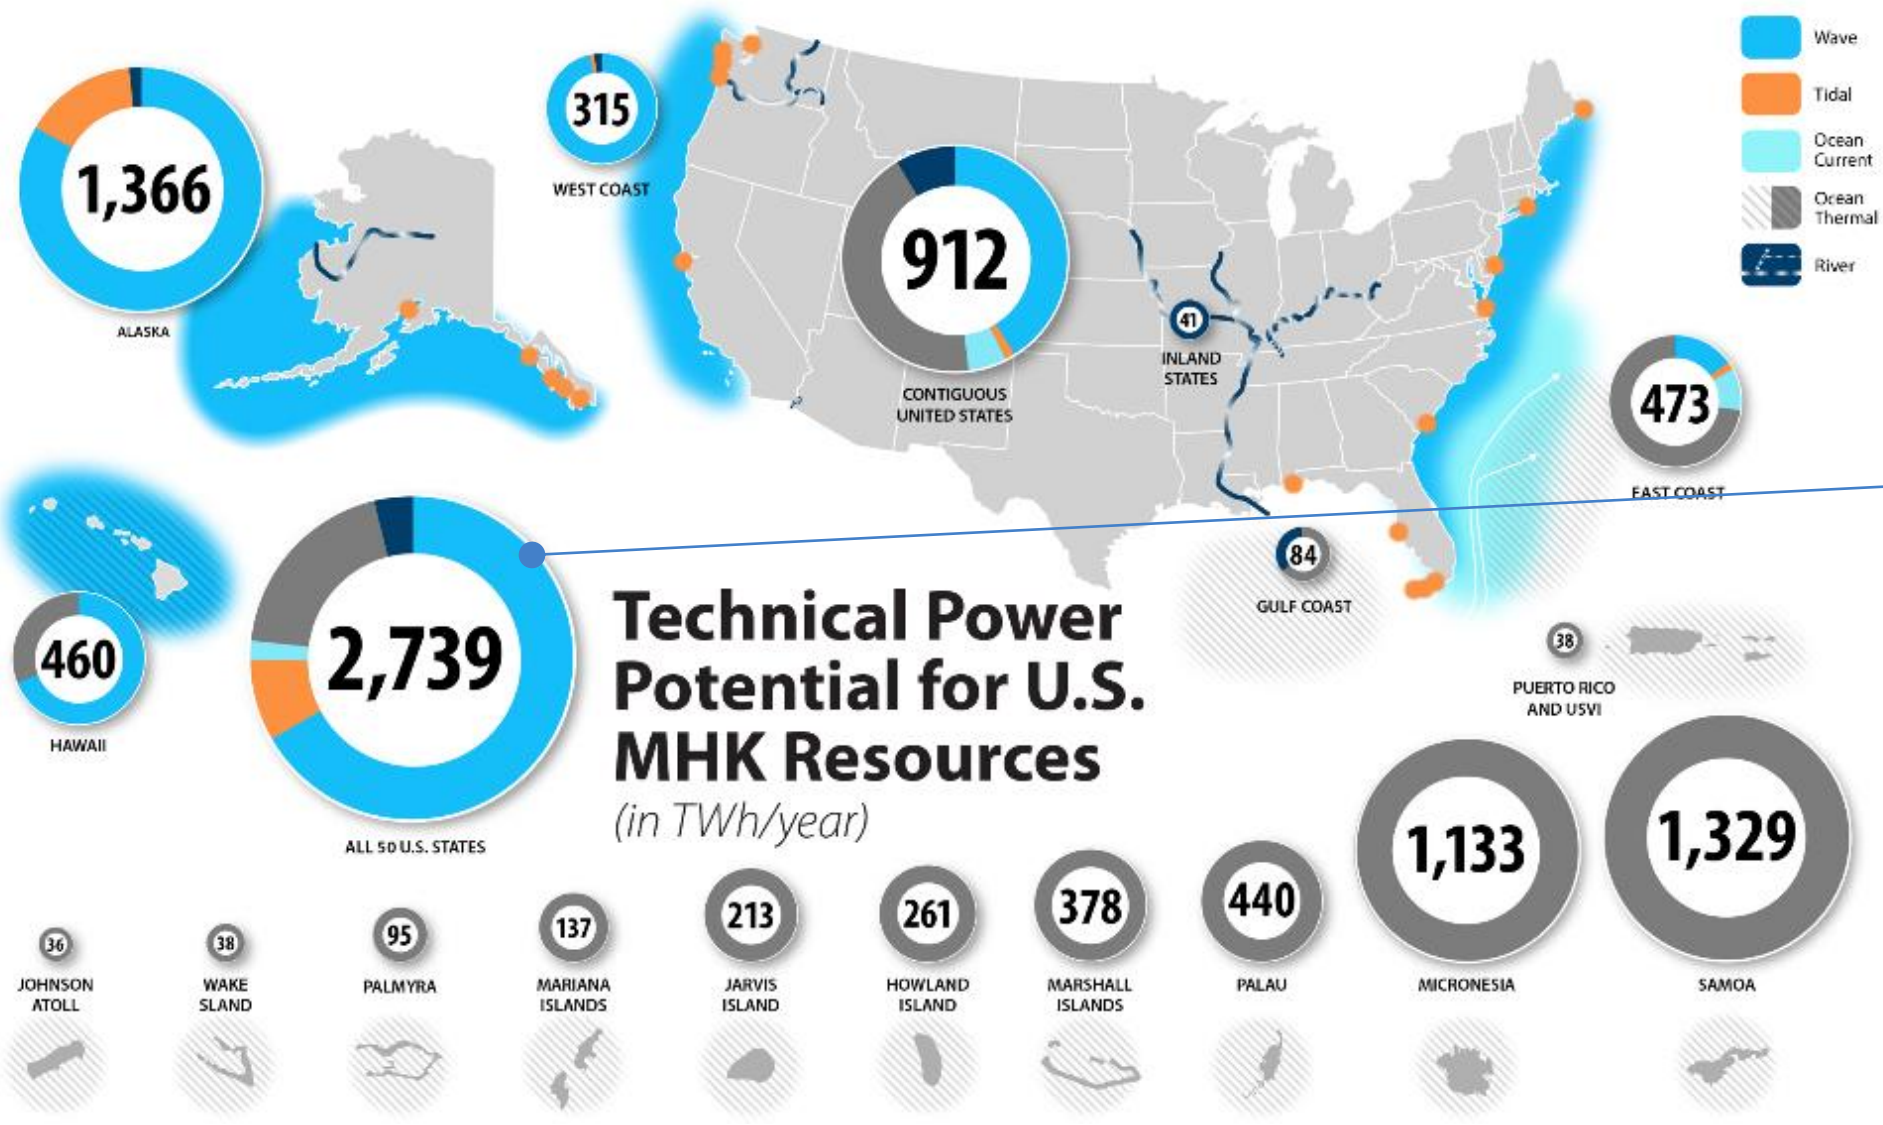 Wave
Tidal
Ocean
Current
Ocean
Thermal
River
1,366
ALASKA
315
WEST COAST
912
CONTIGUOUS
UNITED STATES
41
INLAND
STATES
473
EAST COAST
84
GULF COAST
460
HAWAII
2,739
ALL 50 U.S. STATES
Technical Power
Potential for U.S.
MHK Resources
(in TWh/year)
38
PUERTO RICO
AND USVI
36
JOHNSON
ATOLL
38
WAKE
SLAND
95
PALMYRA
137
MARIANA
ISLANDS
213
JARVIS
ISLAND
261
HOWLAND
ISLAND
378
MARSHALL
ISLANDS
440
PALAU
1,133
MICRONESIA
1,329
SAMOA